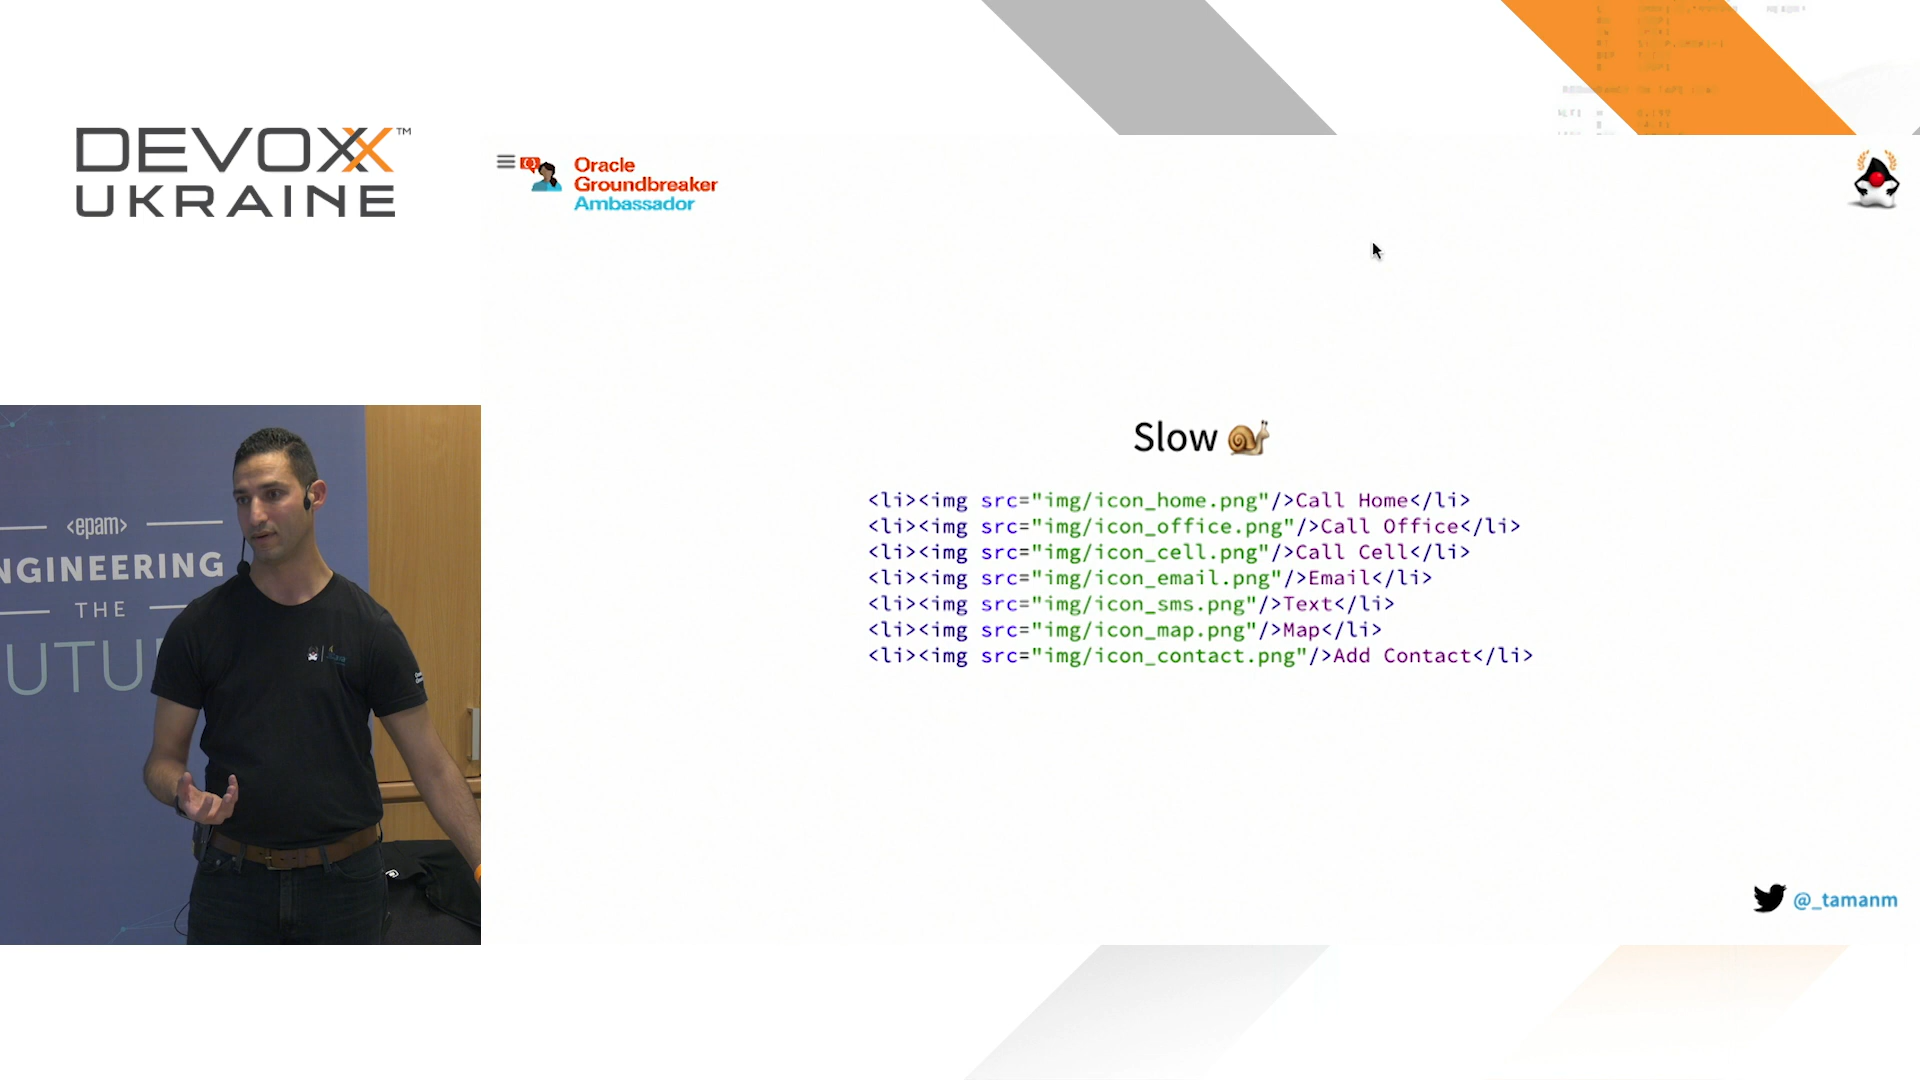 DEVOXX™
UKRAINE
Oracle
Groundbreaker
Ambassador
Slow
<li><img src="img/icon_home.png"/>Call Home</li>
<li><img src="img/icon_office.png"/>Call Office</li>
<li><img src="img/icon_cell.png"/>Call Cell</li>
<li><img src="img/icon_email.png"/>Email</li>
<li><img src="img/icon_sms.png"/>Text</li>
<li><img src="img/icon_map.png"/>Map</li>
<li><img src="img/icon_contact.png"/>Add Contact</li>
<epam>
NGINEERING
THE
UTU
@_tamanm